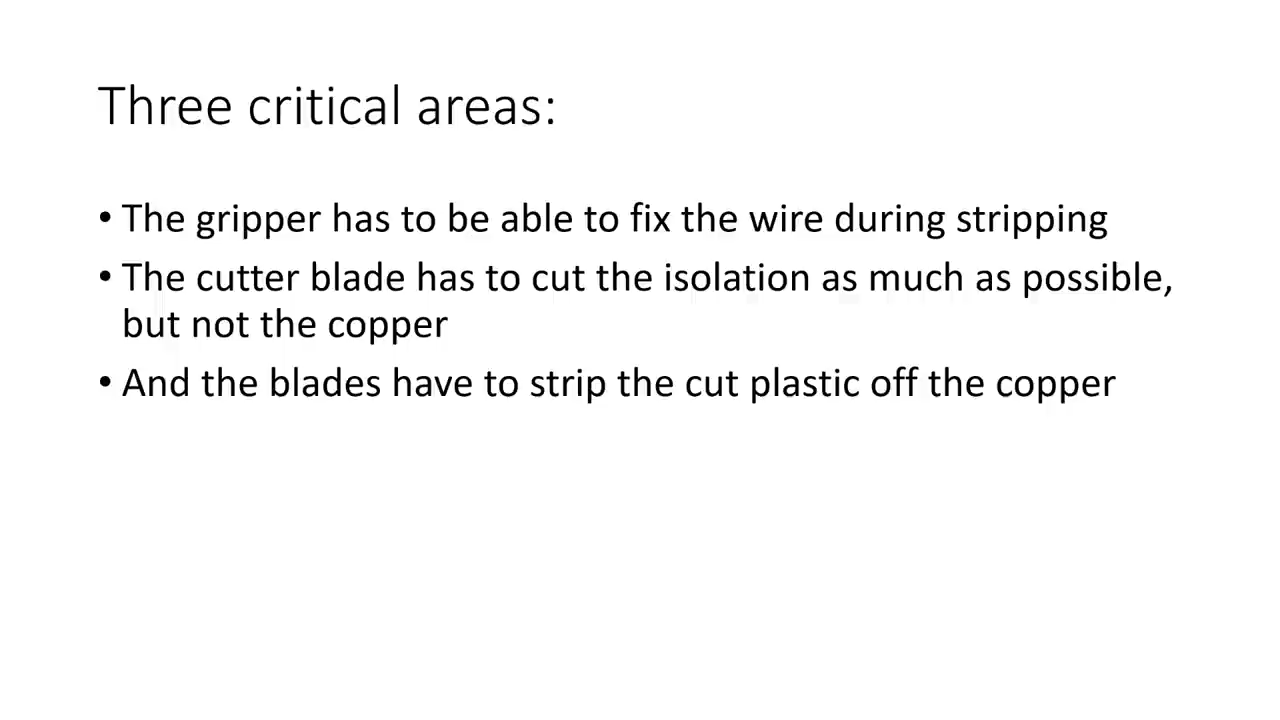 Three critical areas:
• The gripper has to be able to fix the wire during stripping
• The cutter blade has to cut the isolation as much as possible,
but not the copper
• And the blades have to strip the cut plastic off the copper